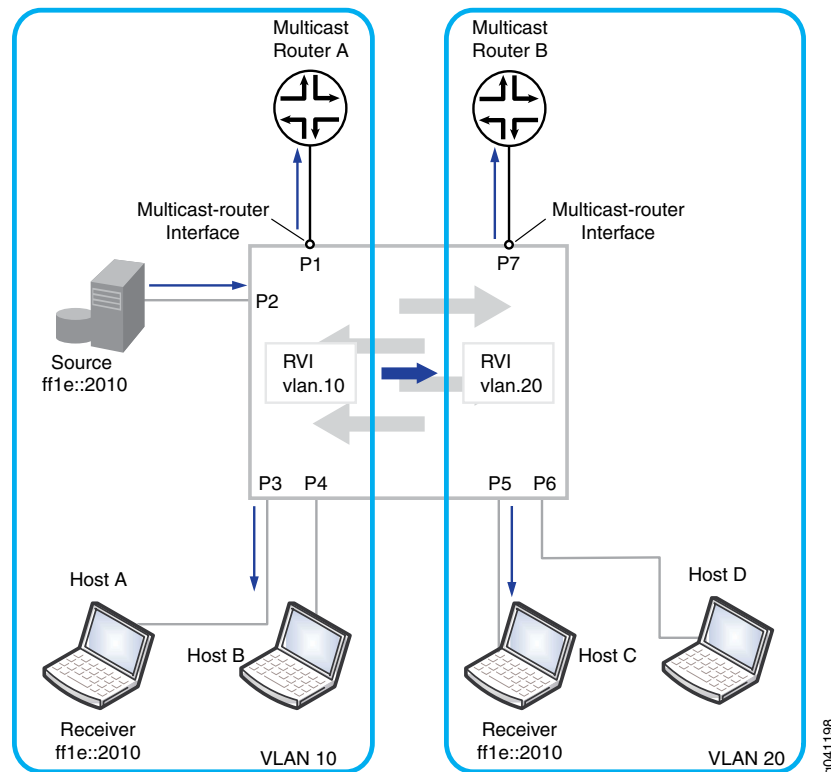 Multicast
Router A
Multicast
Router B
Multicast-router
Interface
Multicast-router
Interface
P1
P7
P2
Source
ff1e::2010
RVI
vlan.10
RVI
vlan.20
P3
P4
P5
P6
Host A
Host B
Host C
Host D
Receiver
ff1e::2010
VLAN 10
Receiver
ff1e::2010
VLAN 20
g041198